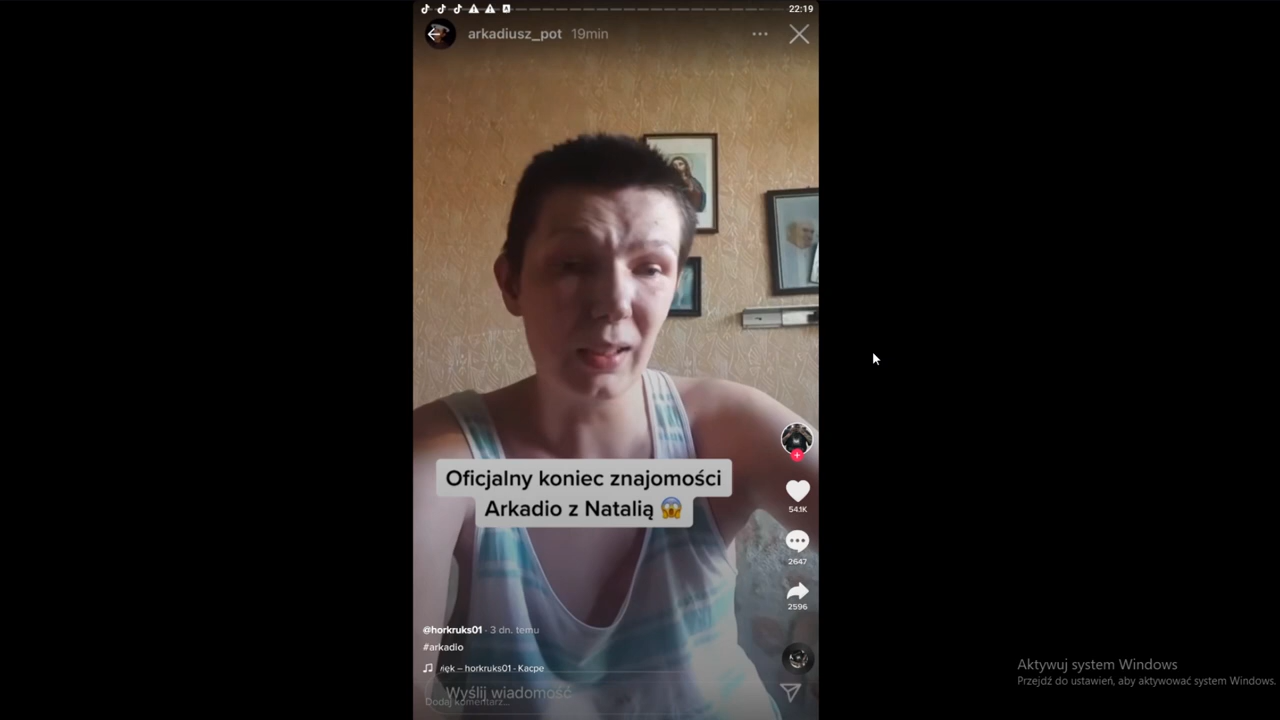 22:19
arkadiusz_pot 19min
Oficjalny koniec znajomości
Arkadio z Natalią 😱
54.1K
2647
2596
@horkruks01 · 3 dn. temu
#arkadio
więk – horkruks01 - Kacpe
Wyślij wiadomość
Dodaj komentarz...
Aktywuj system Windows
Przejdź do ustawień, aby aktywować system Windows.